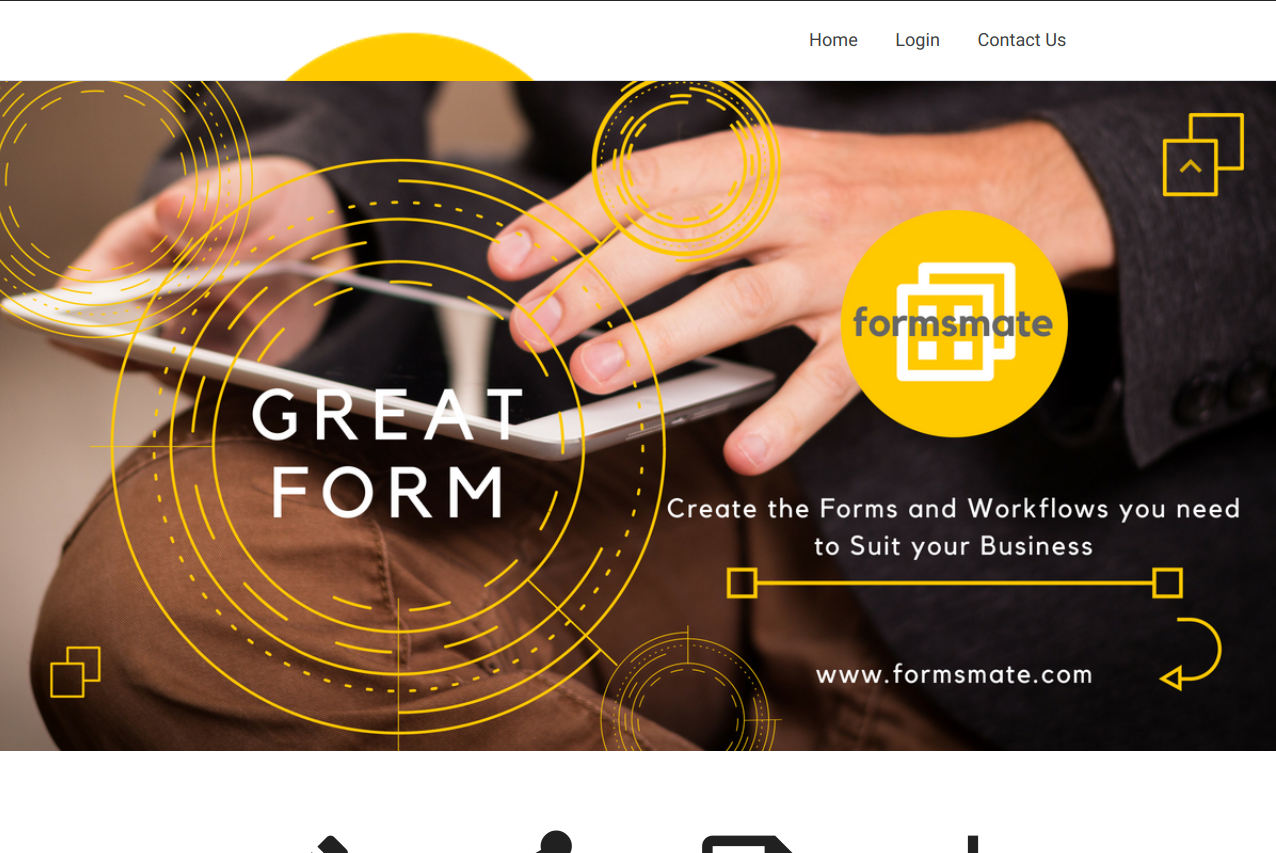 Home Login Contact Us
formsmate
GREAT
FORM
Create the Forms and Workflows you need
to Suit your Business
www.formsmate.com